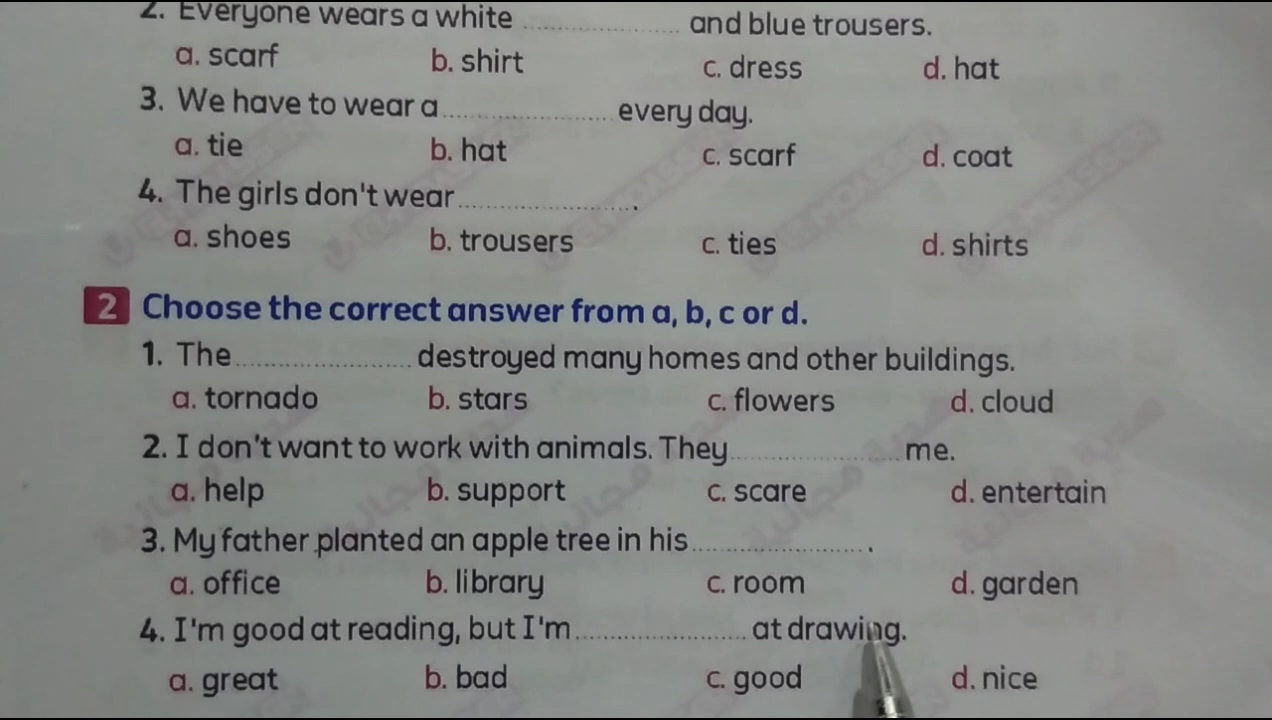 2. Everyone wears a white .................... and blue trousers.
a. scarf b. shirt c. dress d. hat
3. We have to wear a .................... every day.
a. tie b. hat c. scarf d. coat
4. The girls don't wear .................... .
a. shoes b. trousers c. ties d. shirts
2 Choose the correct answer from a, b, c or d.
1. The .................... destroyed many homes and other buildings.
a. tornado b. stars c. flowers d. cloud
2. I don't want to work with animals. They .................... me.
a. help b. support c. scare d. entertain
3. My father planted an apple tree in his .................... .
a. office b. library c. room d. garden
4. I'm good at reading, but I'm .................... at drawing.
a. great b. bad c. good d. nice